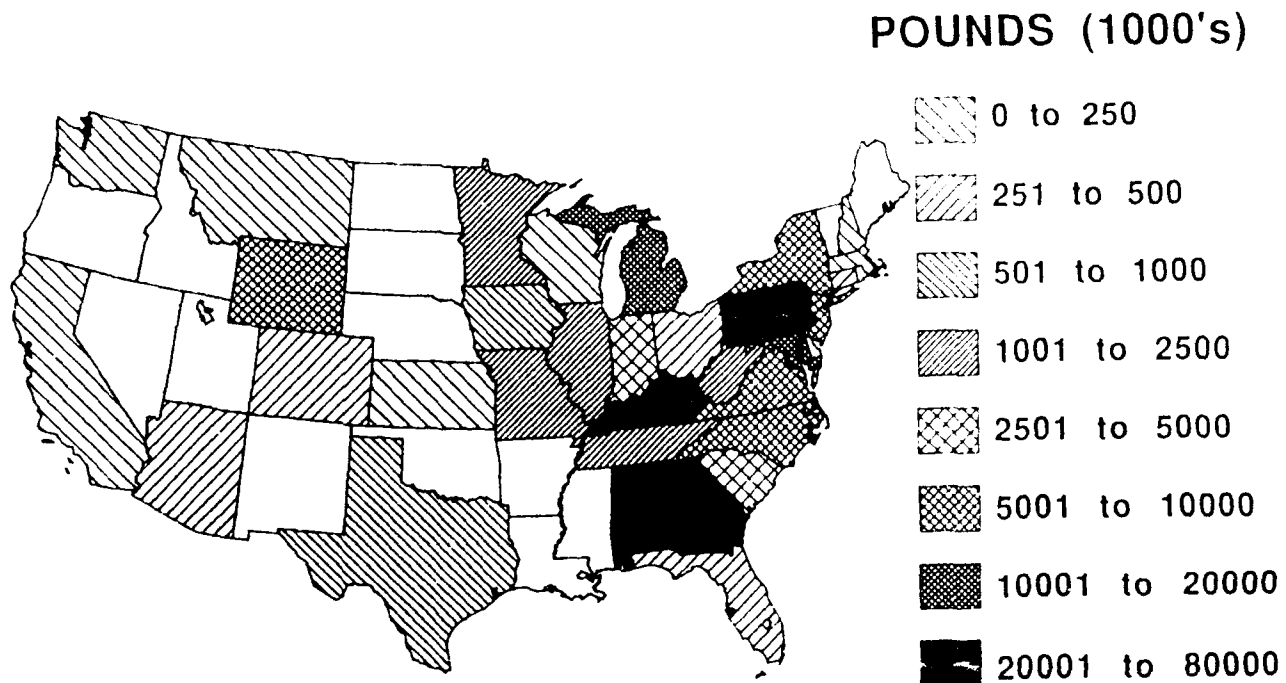 POUNDS (1000's)
0 to 250
251 to 500
501 to 1000
1001 to 2500
2501 to 5000
5001 to 10000
10001 to 20000
20001 to 80000